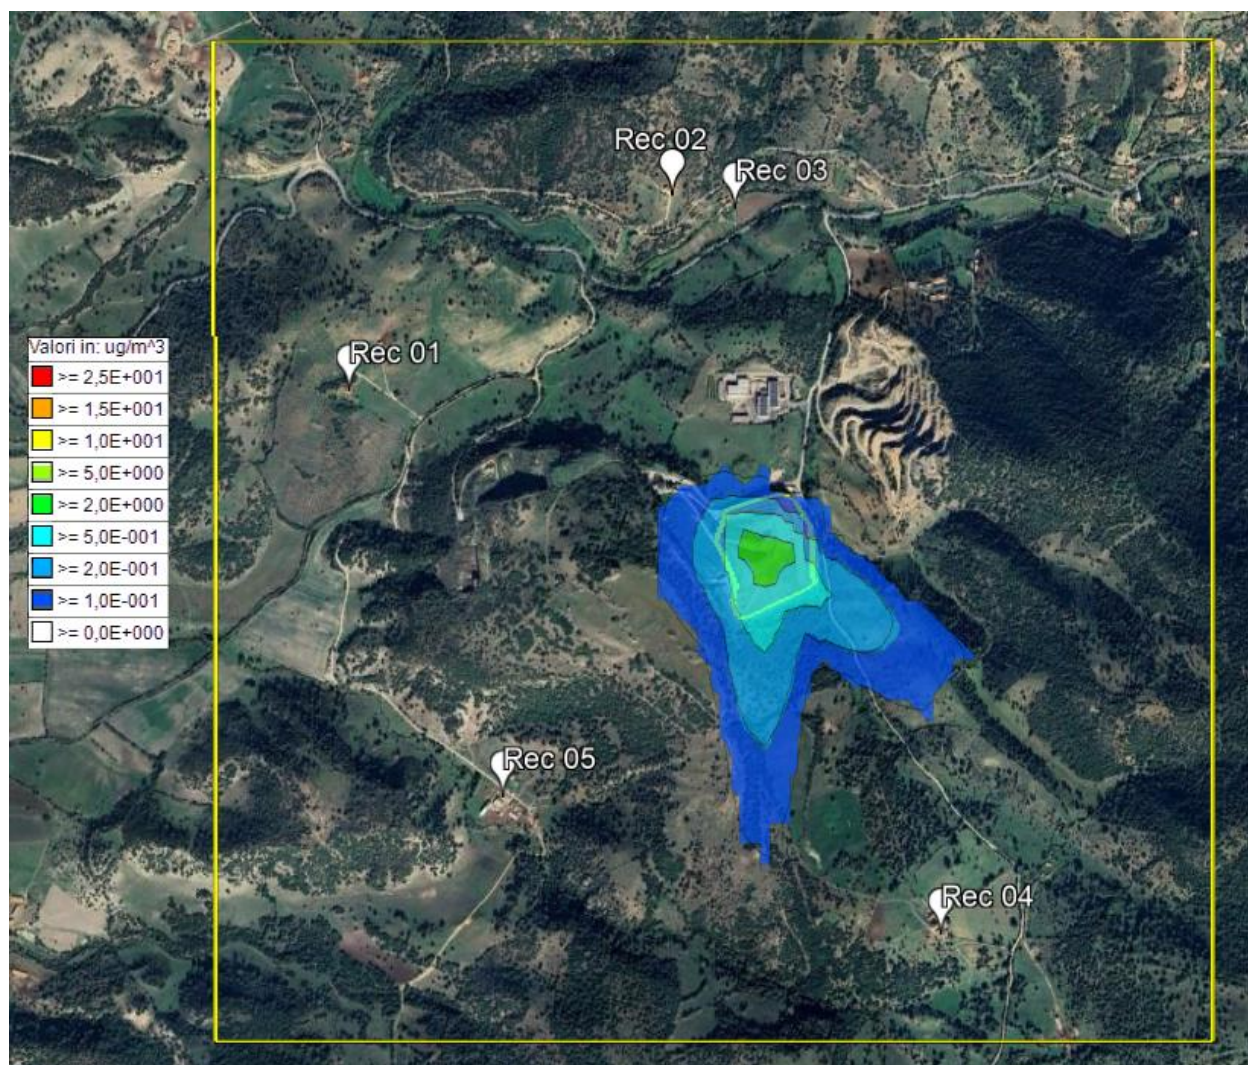 Rec 02
Rec 03
Rec 01
Valori in: ug/m^3
>= 2,5E+001
>= 1,5E+001
>= 1,0E+001
>= 5,0E+000
>= 2,0E+000
>= 5,0E-001
>= 2,0E-001
>= 1,0E-001
>= 0,0E+000
Rec 05
Rec 04